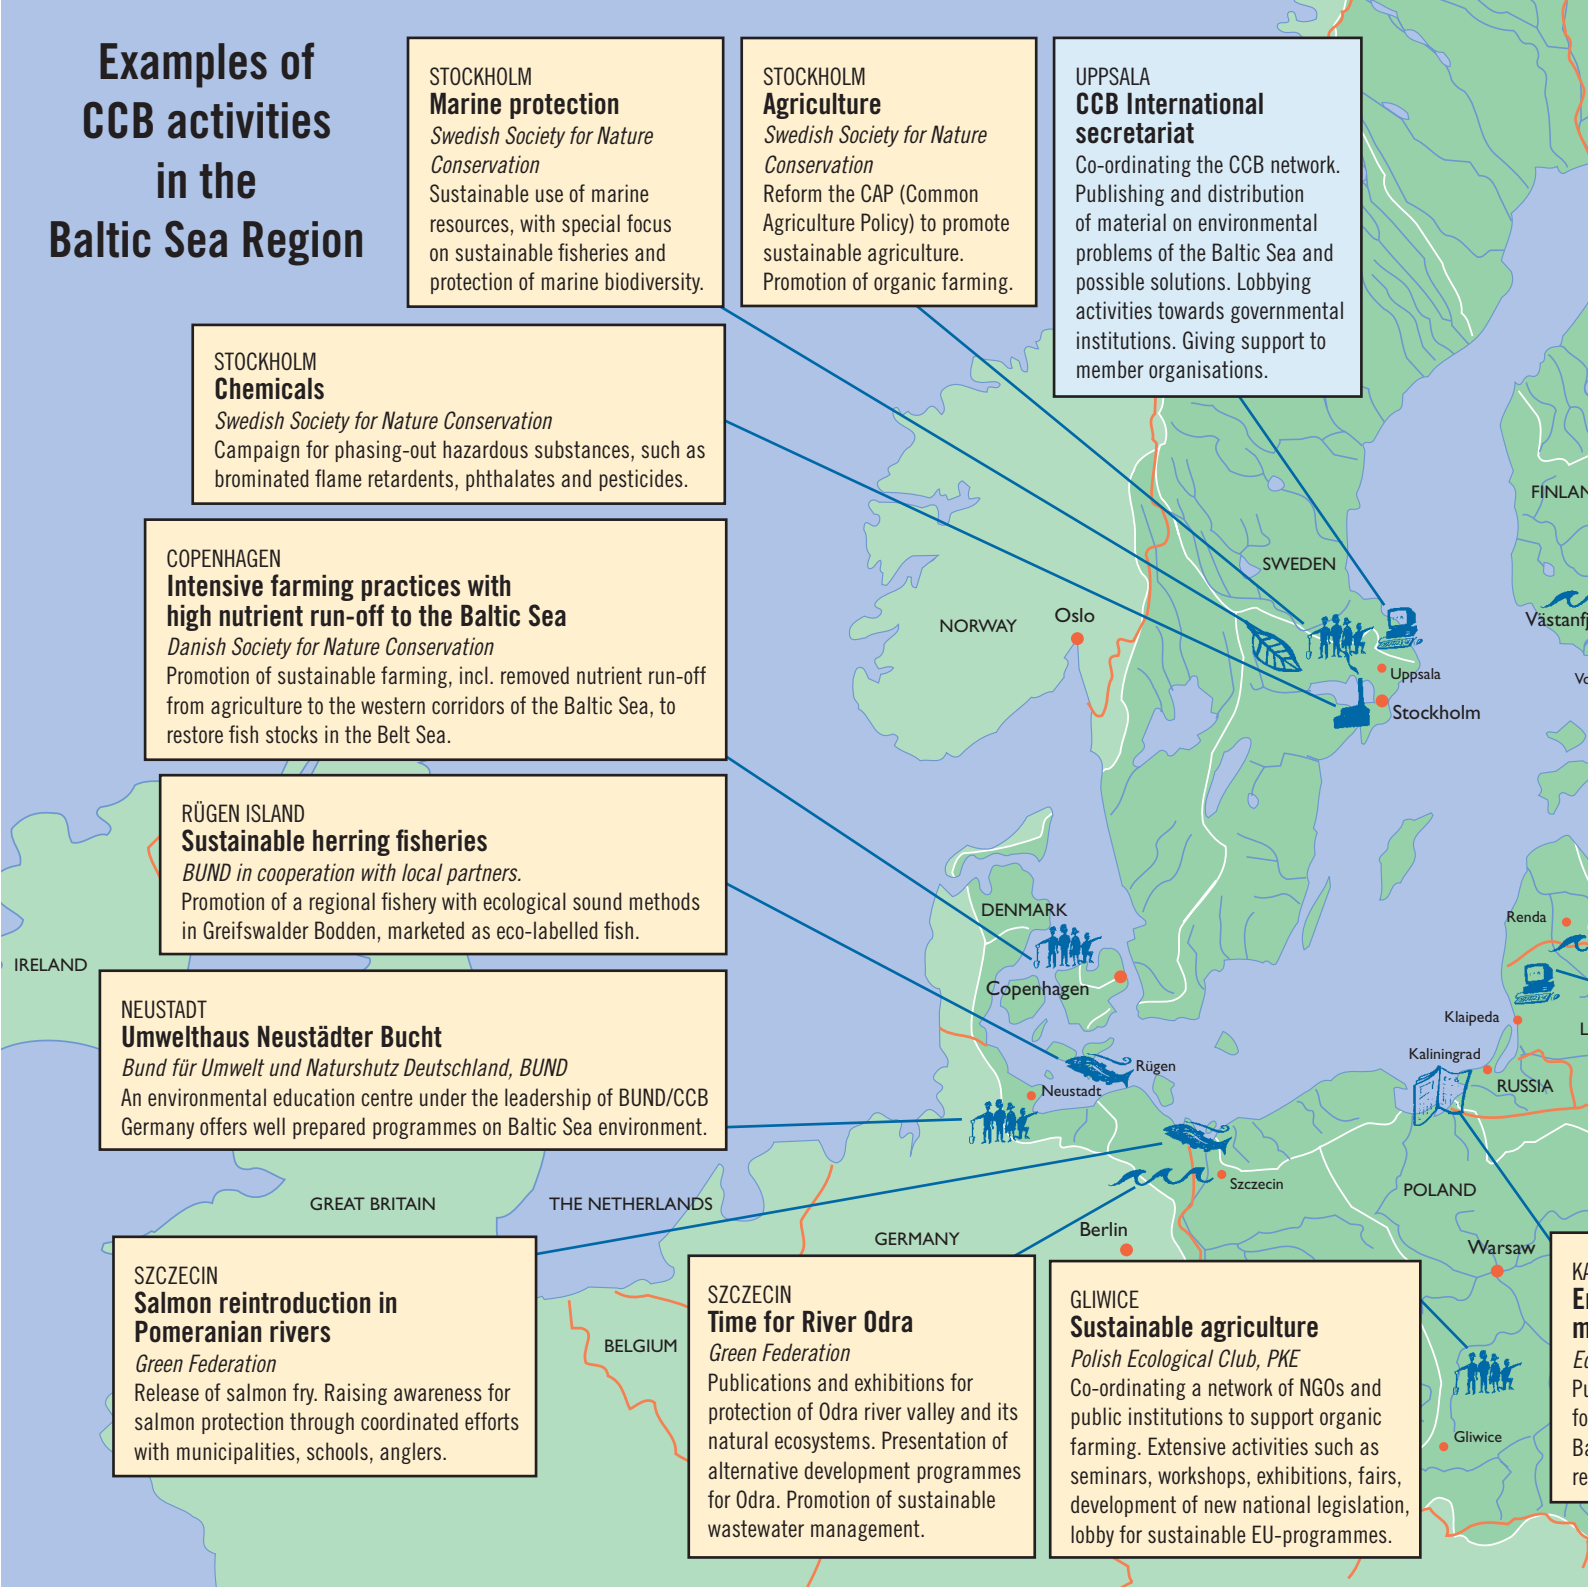 Examples of
CCB activities
in the
Baltic Sea Region
STOCKHOLM
Marine protection
Swedish Society for Nature
Conservation
Sustainable use of marine
resources, with special focus
on sustainable fisheries and
protection of marine biodiversity.
STOCKHOLM
Agriculture
Swedish Society for Nature
Conservation
Reform the CAP (Common
Agriculture Policy) to promote
sustainable agriculture.
Promotion of organic farming.
UPPSALA
CCB International
secretariat
Co-ordinating the CCB network.
Publishing and distribution
of material on environmental
problems of the Baltic Sea and
possible solutions. Lobbying
activities towards governmental
institutions. Giving support to
member organisations.
STOCKHOLM
Chemicals
Swedish Society for Nature Conservation
Campaign for phasing-out hazardous substances, such as
brominated flame retardents, phthalates and pesticides.
COPENHAGEN
Intensive farming practices with
high nutrient run-off to the Baltic Sea
Danish Society for Nature Conservation
Promotion of sustainable farming, incl. removed nutrient run-off
from agriculture to the western corridors of the Baltic Sea, to
restore fish stocks in the Belt Sea.
RÜGEN ISLAND
Sustainable herring fisheries
BUND in cooperation with local partners.
Promotion of a regional fishery with ecological sound methods
in Greifswalder Bodden, marketed as eco-labelled fish.
NEUSTADT
Umwelthaus Neustädter Bucht
Bund für Umwelt und Naturshutz Deutschland, BUND
An environmental education centre under the leadership of BUND/CCB
Germany offers well prepared programmes on Baltic Sea environment.
SZCZECIN
Salmon reintroduction in
Pomeranian rivers
Green Federation
Release of salmon fry. Raising awareness for
salmon protection through coordinated efforts
with municipalities, schools, anglers.
SZCZECIN
Time for River Odra
Green Federation
Publications and exhibitions for
protection of Odra river valley and its
natural ecosystems. Presentation of
alternative development programmes
for Odra. Promotion of sustainable
wastewater management.
GLIWICE
Sustainable agriculture
Polish Ecological Club, PKE
Co-ordinating a network of NGOs and
public institutions to support organic
farming. Extensive activities such as
seminars, workshops, exhibitions, fairs,
development of new national legislation,
lobby for sustainable EU-programmes.
FINLAN
SWEDEN
NORWAY
Oslo
Västanfj
Uppsala
Stockholm
DENMARK
Renda
IRELAND
Copenhagen
Klaipeda
Kaliningrad
RUSSIA
Rügen
Neustadt
GREAT BRITAIN
THE NETHERLANDS
Szczecin
POLAND
GERMANY
Berlin
Warsaw
BELGIUM
Gliwice